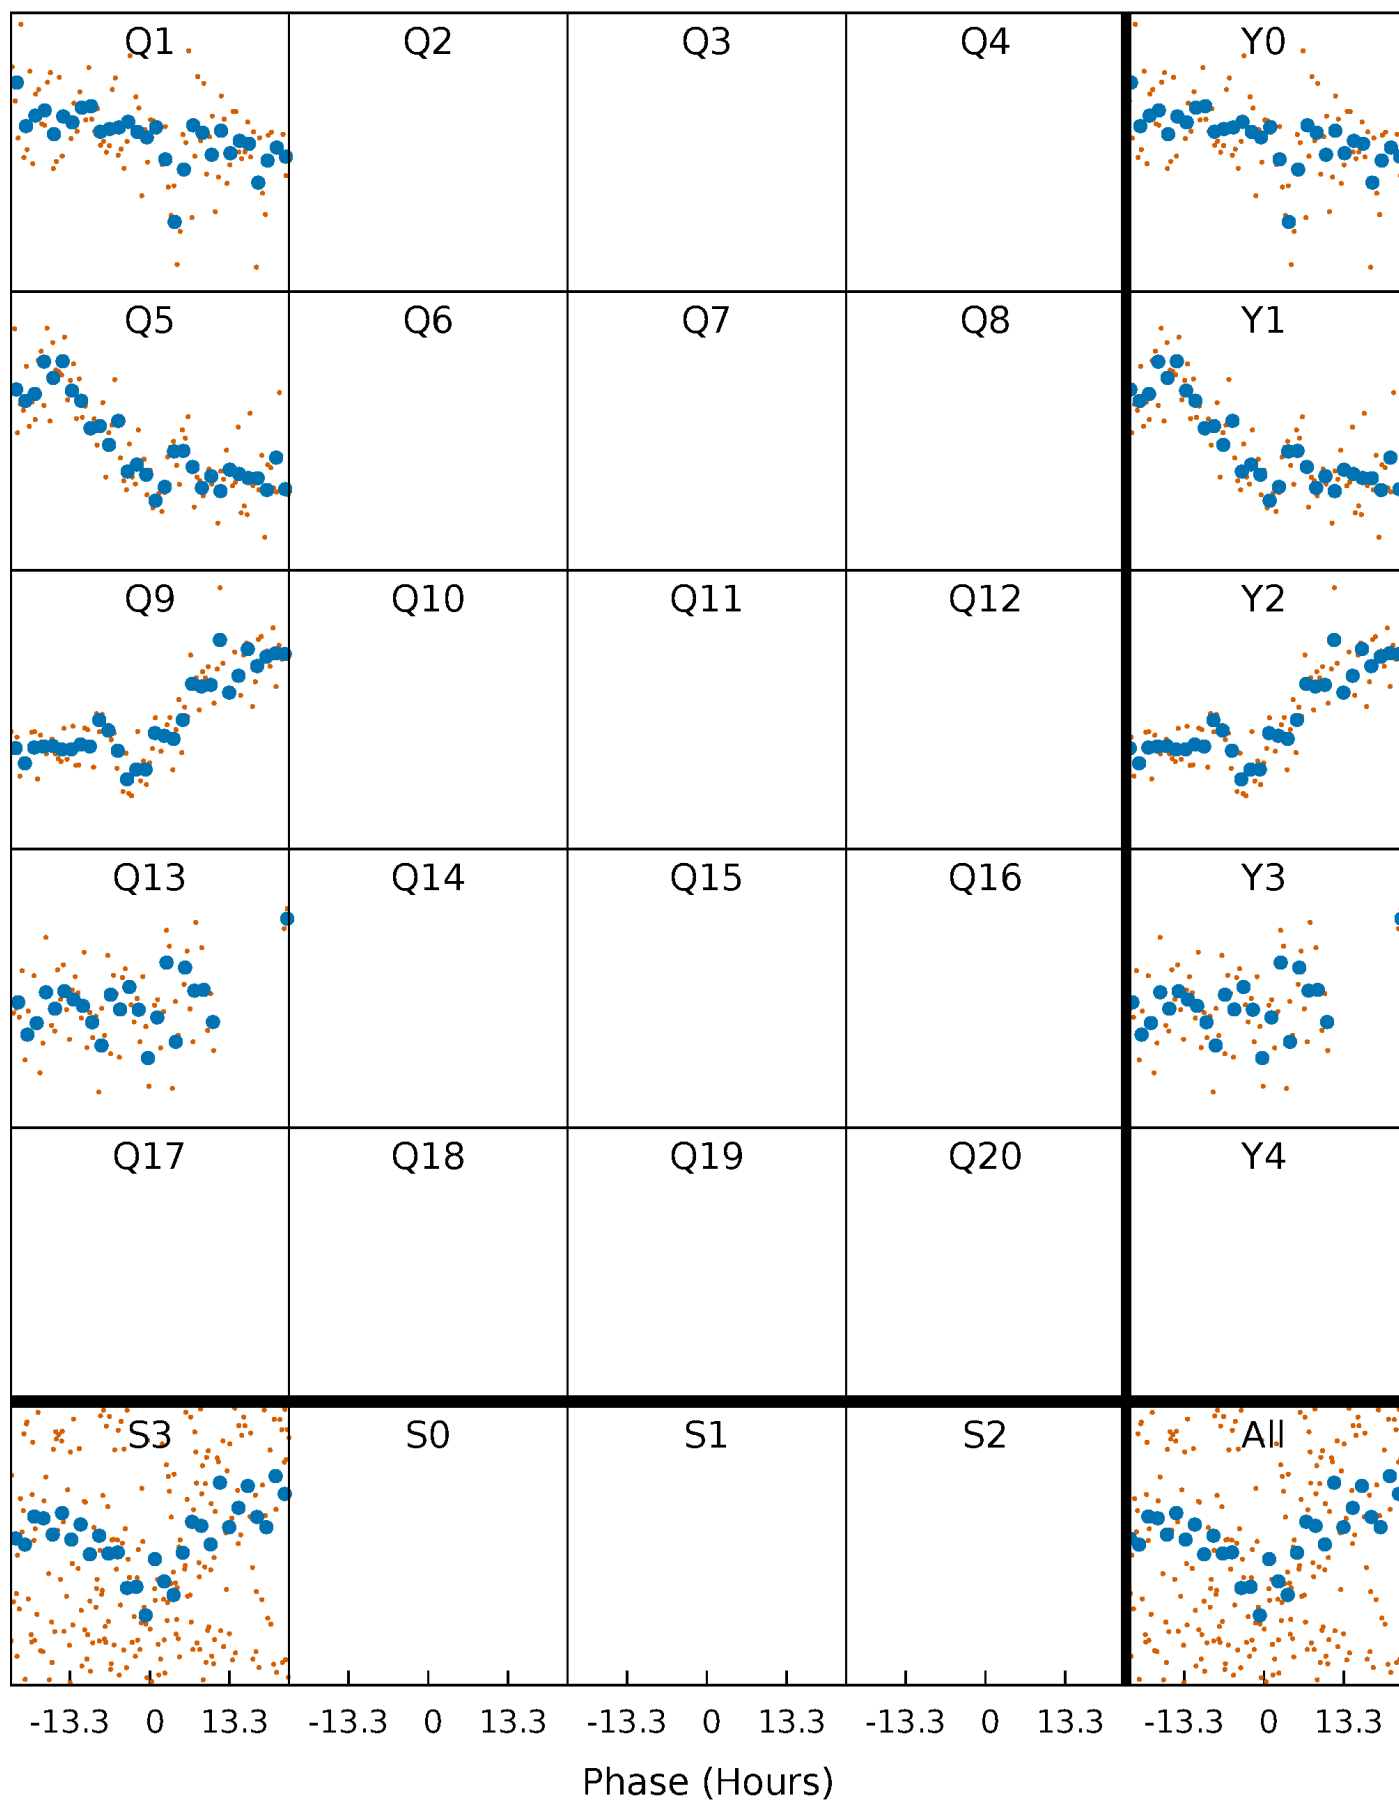 Q1 Q2 Q3 Q4 Y0
Q5 Q6 Q7 Q8 Y1
Q9 Q10 Q11 Q12 Y2
Q13 Q14 Q15 Q16 Y3
Q17 Q18 Q19 Q20 Y4
S3 S0 S1 S2 All
-13.3 0 13.3 -13.3 0 13.3 -13.3 0 13.3 -13.3 0 13.3 -13.3 0 13.3
Phase (Hours)